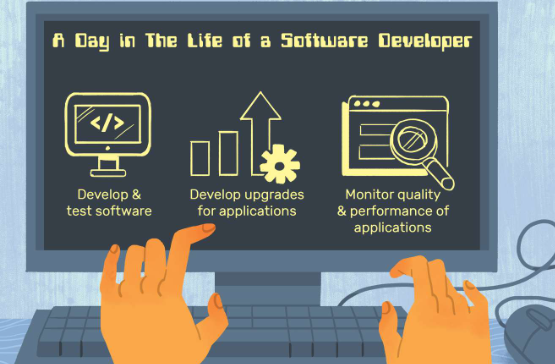 A Day in The Life of a Software Developer
</>
Develop &
test software
Develop upgrades
for applications
Monitor quality
& performance of
applications